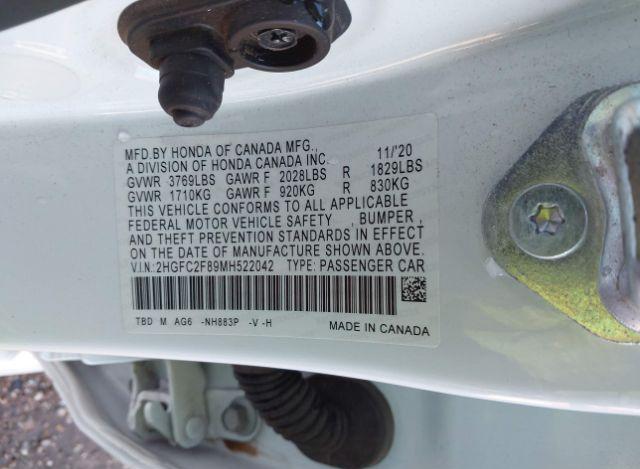 MFD.BY HONDA OF CANADA MFG., 11/'20
A DIVISION OF HONDA CANADA INC.
GVWR 3769LBS GAWR F 2028LBS R 1829LBS
GVWR 1710KG GAWR F 920KG R 830KG
THIS VEHICLE CONFORMS TO ALL APPLICABLE
FEDERAL MOTOR VEHICLE SAFETY , BUMPER ,
AND THEFT PREVENTION STANDARDS IN EFFECT
ON THE DATE OF MANUFACTURE SHOWN ABOVE.
V.I.N.:2HGFC2F89MH522042 TYPE:PASSENGER CAR
TBD M AG6 -NH883P -V -H MADE IN CANADA